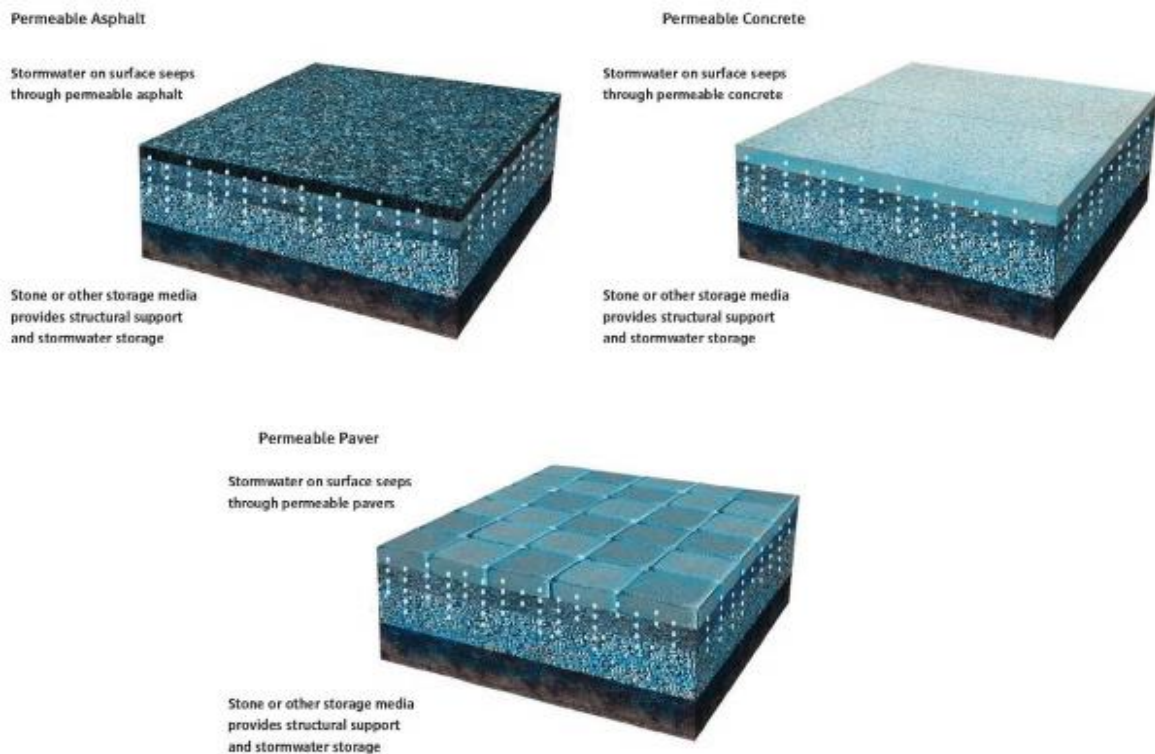 Permeable Asphalt
Stormwater on surface seeps
through permeable asphalt
Stone or other storage media
provides structural support
and stormwater storage
Permeable Concrete
Stormwater on surface seeps
through permeable concrete
Stone or other storage media
provides structural support
and stormwater storage
Permeable Paver
Stormwater on surface seeps
through permeable pavers
Stone or other storage media
provides structural support
and stormwater storage